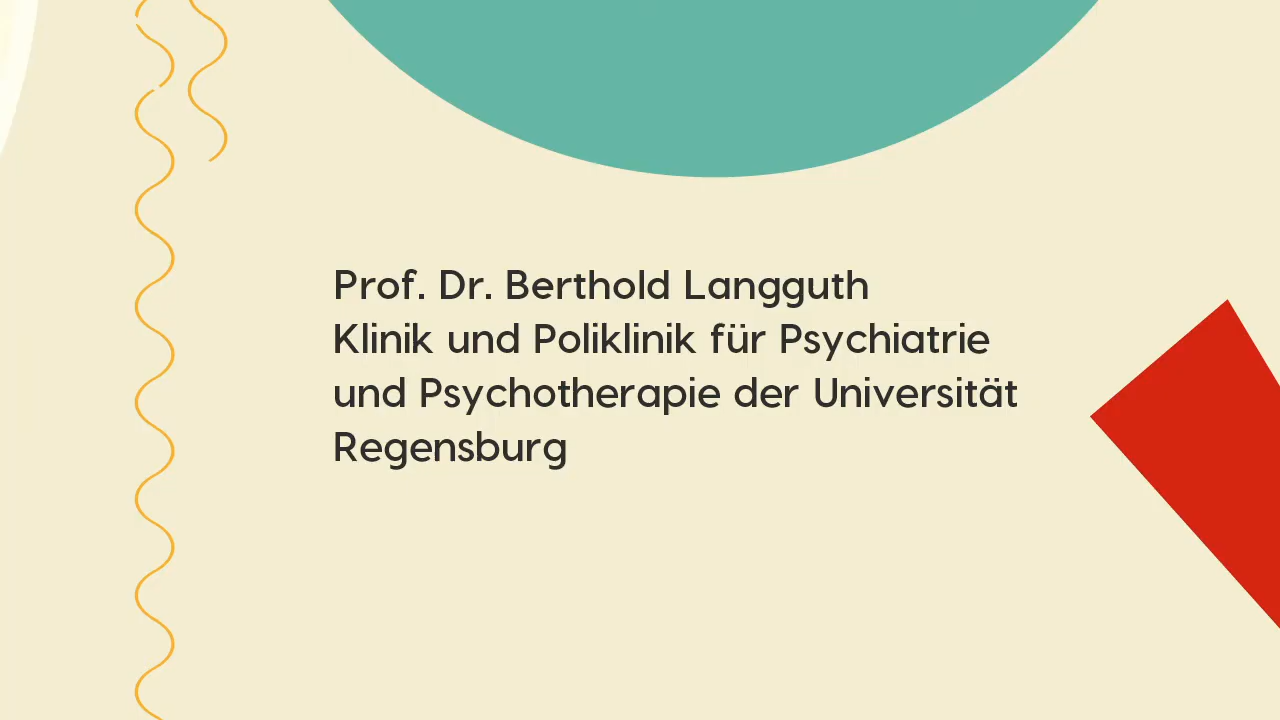 Prof. Dr. Berthold Langguth
Klinik und Poliklinik für Psychiatrie
und Psychotherapie der Universität
Regensburg